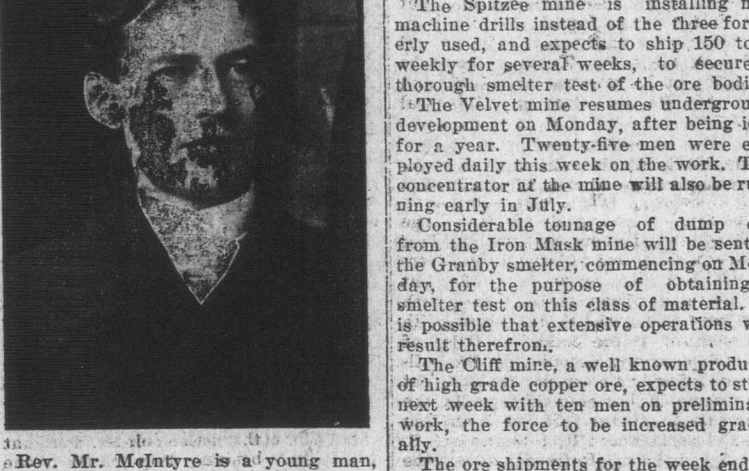 Rev. Mr. McIntyre is a young man,
The Spitzee mine is installing
machine drills instead of the three for
erly used, and expects to ship 150 to
weekly for several weeks, to secure
thorough smelter test of the ore bodi
The Velvet mine resumes undergrou
development on Monday, after being i
for a year. Twenty-five men were e
ployed daily this week on the work. T
concentrator at the mine will also be ru
ning early in July.
Considerable tonnage of dump
from the Iron Mask mine will be sent
the Granby smelter, commencing on M
day, for the purpose of obtaining
smelter test on this class of material.
is possible that extensive operations w
result therefrom.
The Cliff mine, a well known produ
of high grade copper ore, expects to st
next week with ten men on prelimina
work, the force to be increased gra
ally.
The ore shipments for the week end